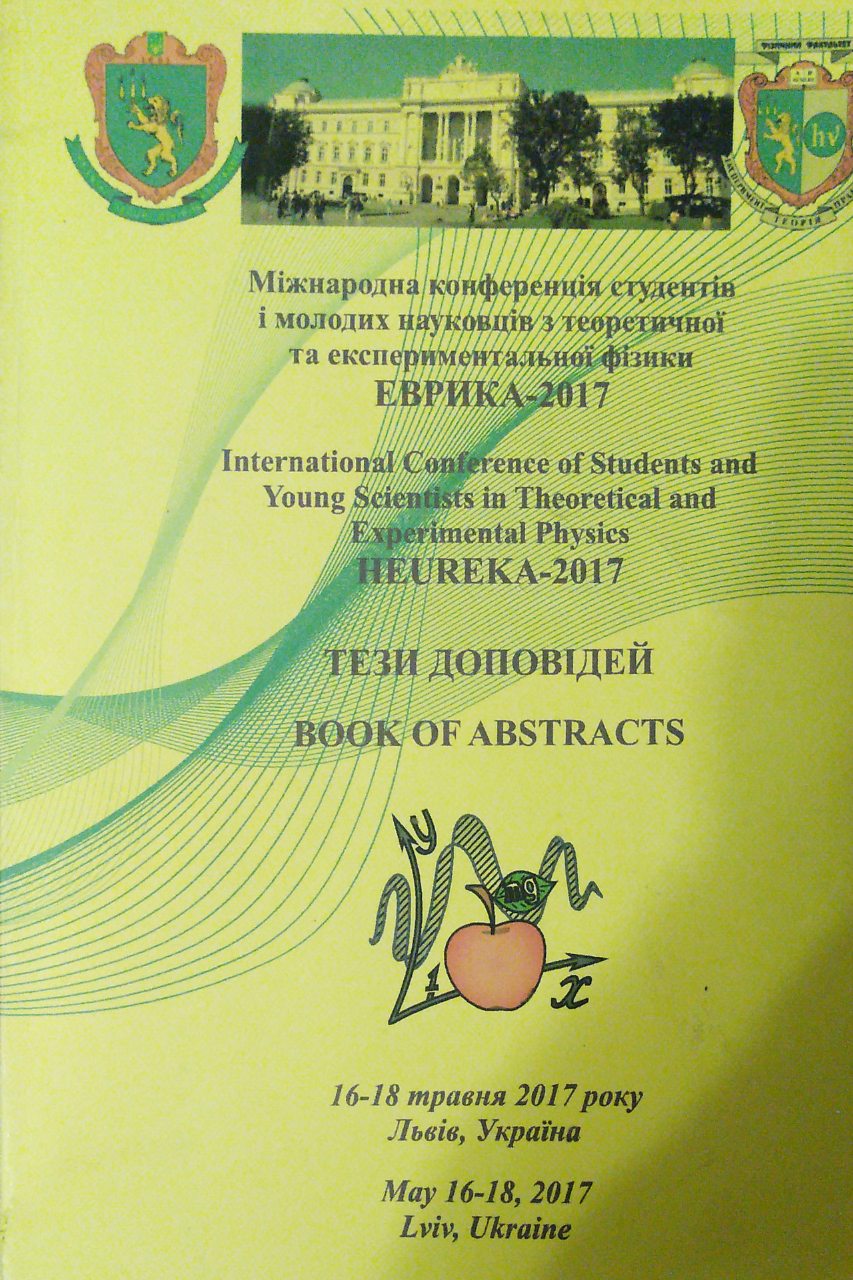 ФІЗИЧНИЙ ФАКУЛЬТЕТ
hν
ТЕОРІЯ
Міжнародна конференція студентів
і молодих науковців з теоретичної
та експериментальної фізики
ЕВРИКА-2017
International Conference of Students and
Young Scientists in Theoretical and
Experimental Physics
HEUREKA-2017
ТЕЗИ ДОПОВІДЕЙ
BOOK OF ABSTRACTS
y
mg
1
x
16-18 травня 2017 року
Львів, Україна
May 16-18, 2017
Lviv, Ukraine